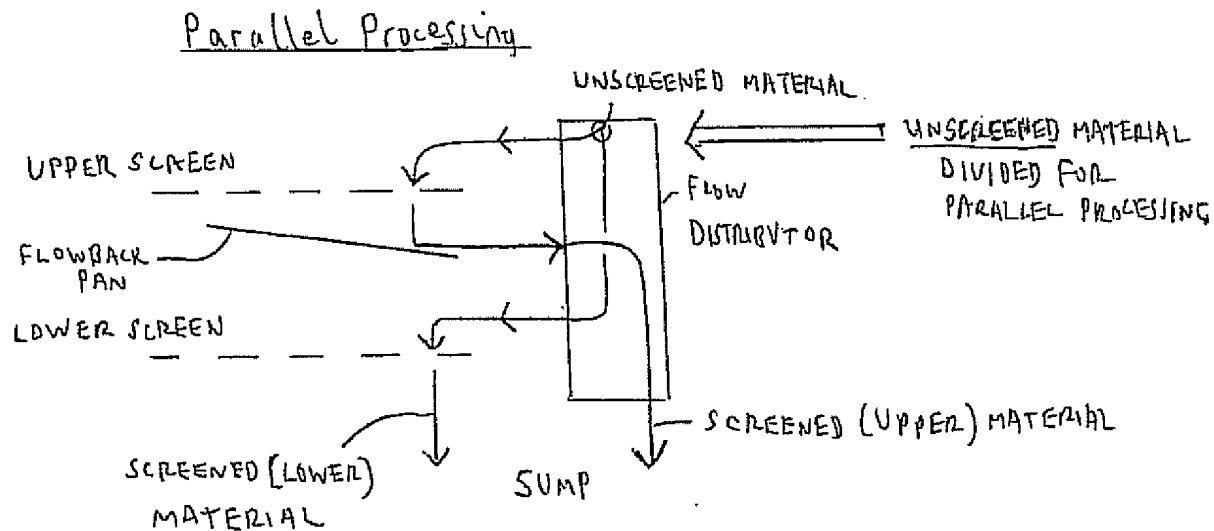 Parallel Processing
UNSCREENED MATERIAL
UNSCREENED MATERIAL
DIVIDED FOR
PARALLEL PROCESSING
UPPER SCREEN
FLOW
DISTRIBUTOR
FLOWBACK
PAN
LOWER SCREEN
SCREENED (UPPER) MATERIAL
SCREENED (LOWER)
MATERIAL
SUMP